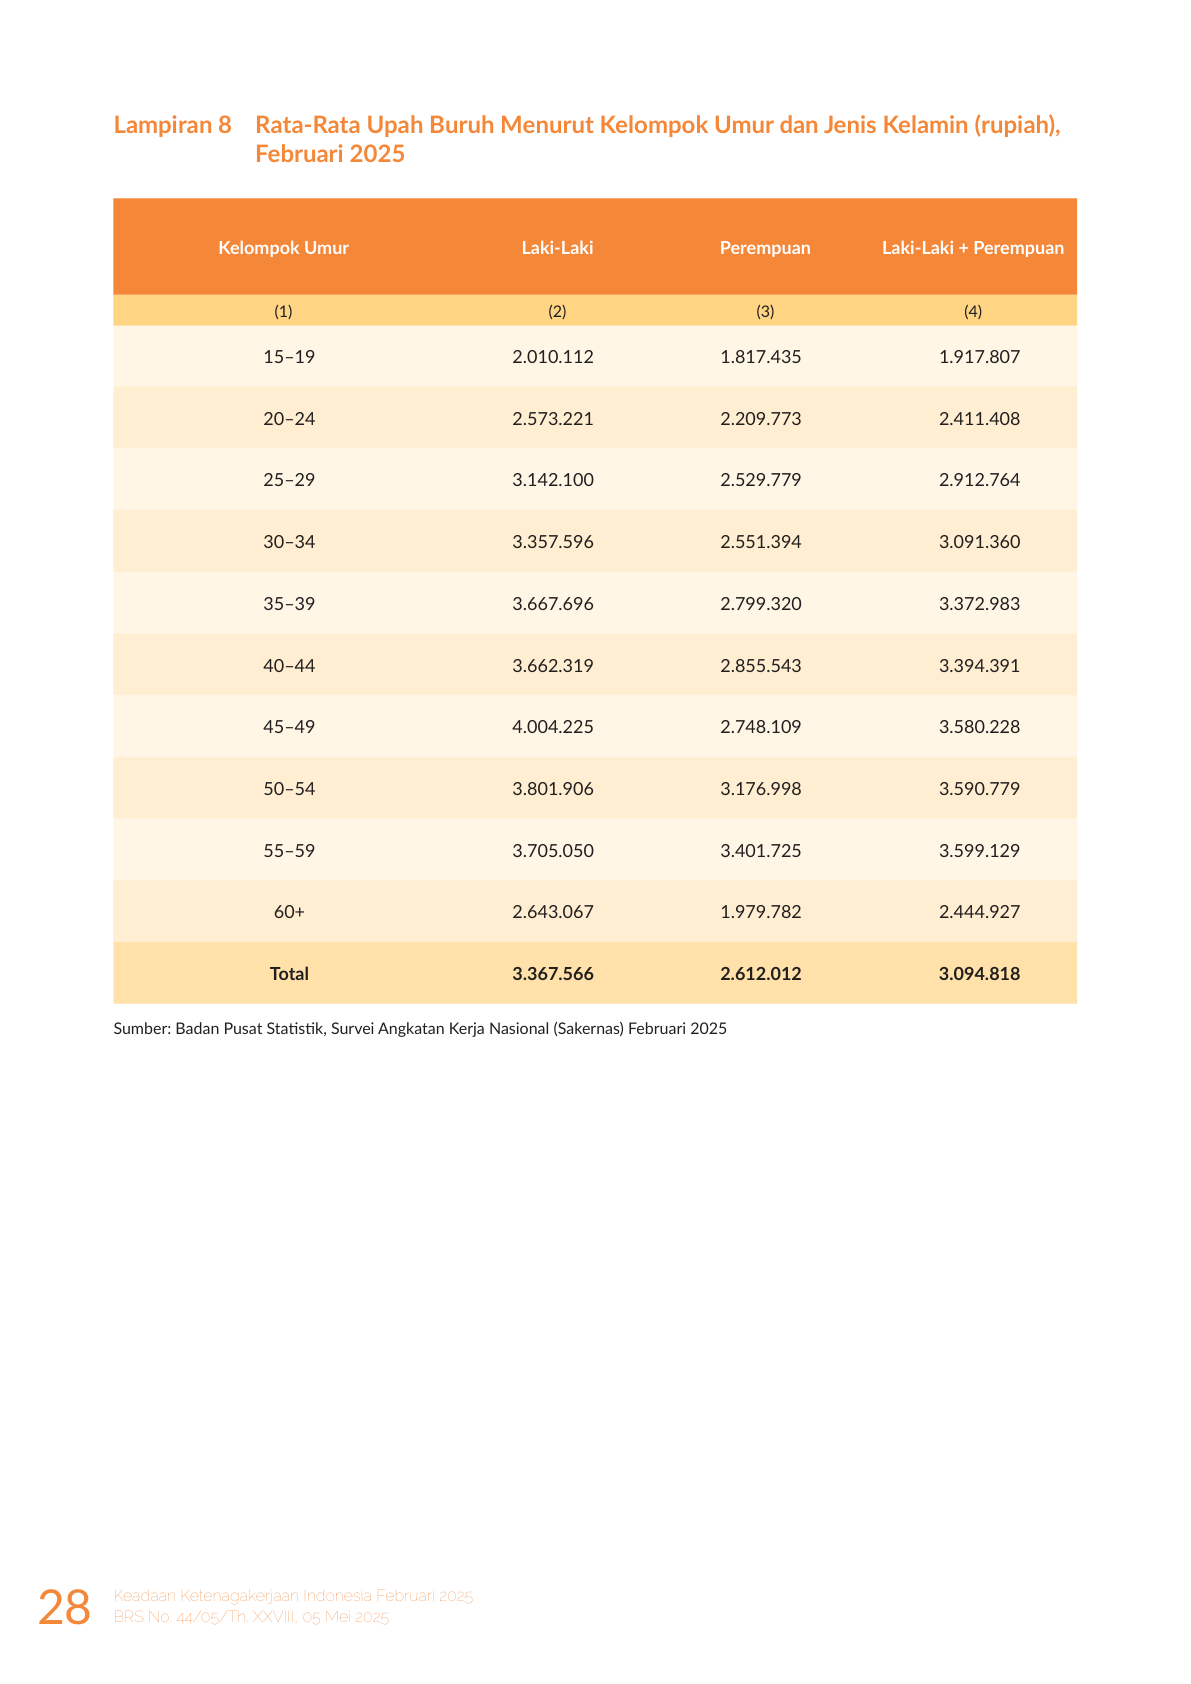 Lampiran 8 Rata-Rata Upah Buruh Menurut Kelompok Umur dan Jenis Kelamin (rupiah),
Februari 2025
Kelompok Umur Laki-Laki Perempuan Laki-Laki + Perempuan
(1) (2) (3) (4)
15–19 2.010.112 1.817.435 1.917.807
20–24 2.573.221 2.209.773 2.411.408
25–29 3.142.100 2.529.779 2.912.764
30–34 3.357.596 2.551.394 3.091.360
35–39 3.667.696 2.799.320 3.372.983
40–44 3.662.319 2.855.543 3.394.391
45–49 4.004.225 2.748.109 3.580.228
50–54 3.801.906 3.176.998 3.590.779
55–59 3.705.050 3.401.725 3.599.129
60+ 2.643.067 1.979.782 2.444.927
Total 3.367.566 2.612.012 3.094.818
Sumber: Badan Pusat Statistik, Survei Angkatan Kerja Nasional (Sakernas) Februari 2025
28 Keadaan Ketenagakerjaan Indonesia Februari 2025
BRS No. 44/05/Th. XXVIII, 05 Mei 2025